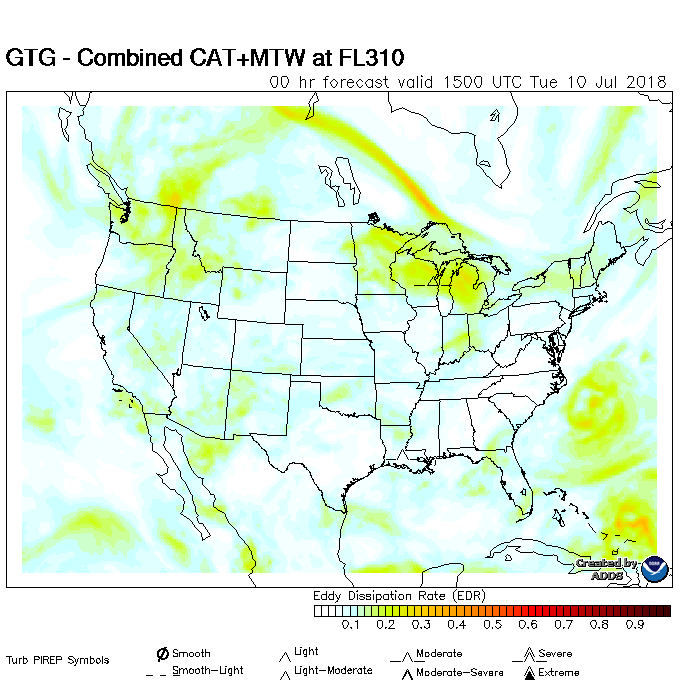 GTG - Combined CAT+MTW at FL310
00 hr forecast valid 1500 UTC Tue 10 Jul 2018
Created by
ADDS
Eddy Dissipation Rate (EDR)
0.1 0.2 0.3 0.4 0.5 0.6 0.7 0.8 0.9
Turb PIREP Symbols
Smooth Light Moderate Severe
Smooth-Light Light-Moderate Moderate-Severe Extreme